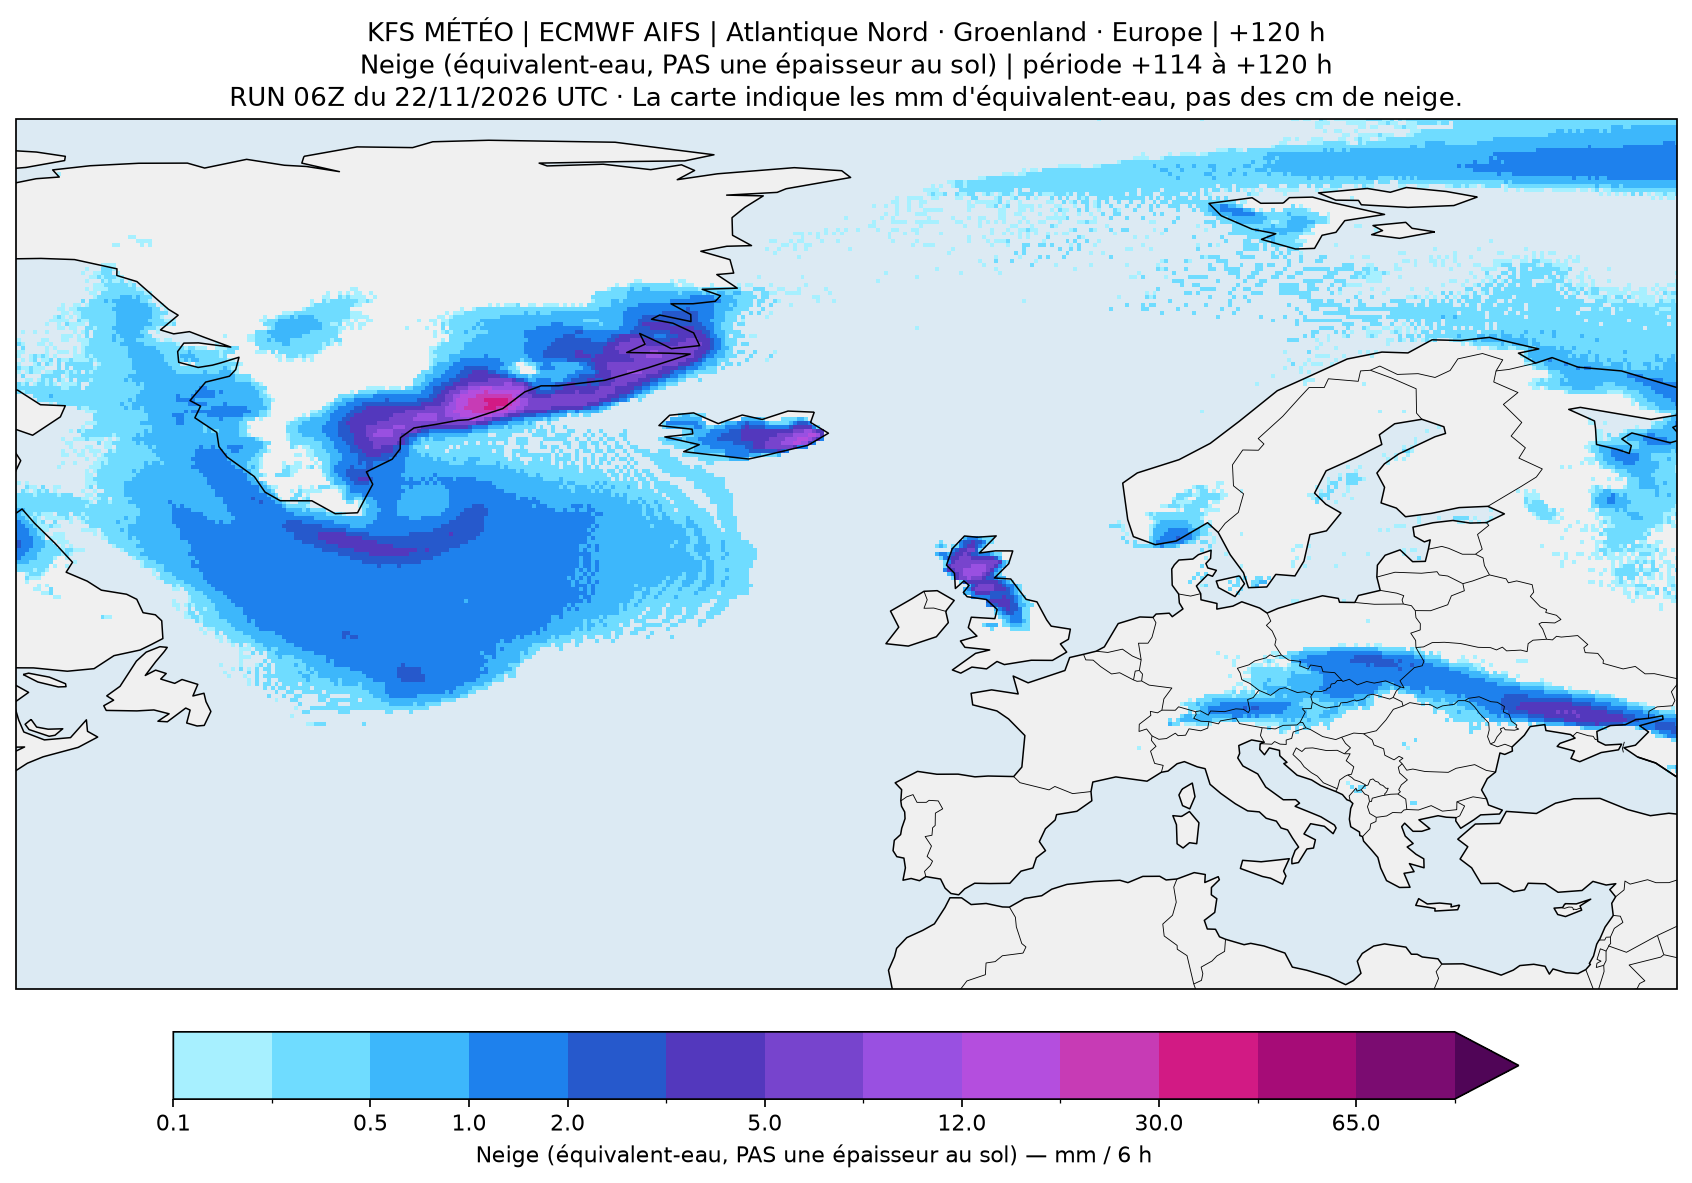 KFS MÉTÉO | ECMWF AIFS | Atlantique Nord · Groenland · Europe | +120 h
Neige (équivalent-eau, PAS une épaisseur au sol) | période +114 à +120 h
RUN 06Z du 22/11/2026 UTC · La carte indique les mm d'équivalent-eau, pas des cm de neige.
0.1 0.5 1.0 2.0 5.0 12.0 30.0 65.0
Neige (équivalent-eau, PAS une épaisseur au sol) — mm / 6 h